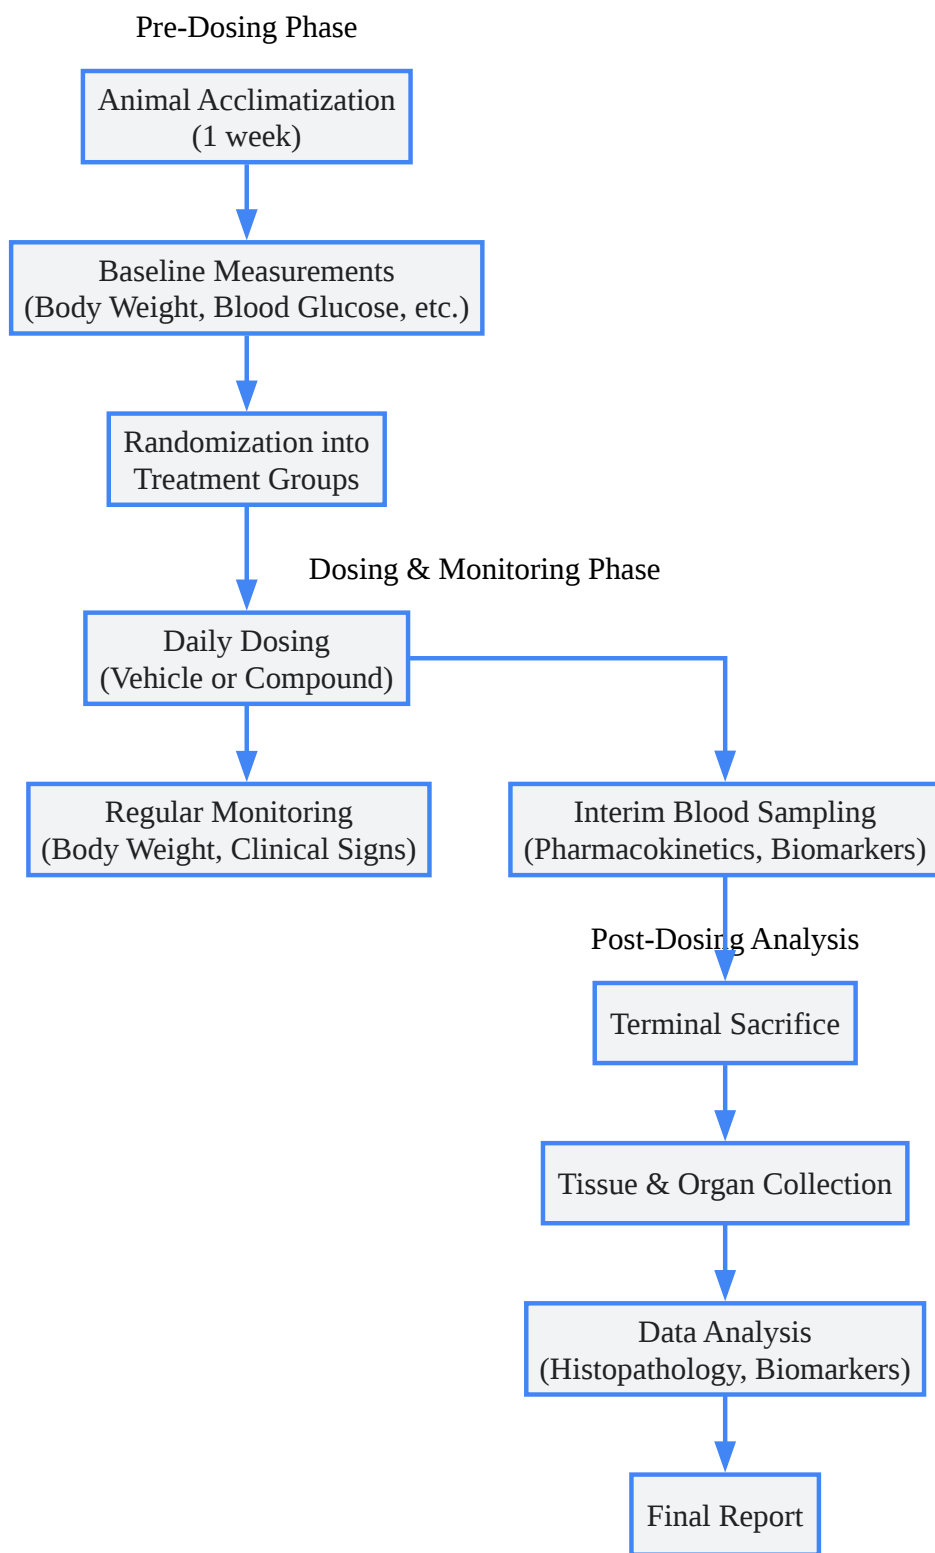 Pre-Dosing Phase
Animal Acclimatization
(1 week)
Baseline Measurements
(Body Weight, Blood Glucose, etc.)
Randomization into
Treatment Groups
Dosing & Monitoring Phase
Daily Dosing
(Vehicle or Compound)
Regular Monitoring
(Body Weight, Clinical Signs)
Interim Blood Sampling
(Pharmacokinetics, Biomarkers)
Post-Dosing Analysis
Terminal Sacrifice
Tissue & Organ Collection
Data Analysis
(Histopathology, Biomarkers)
Final Report